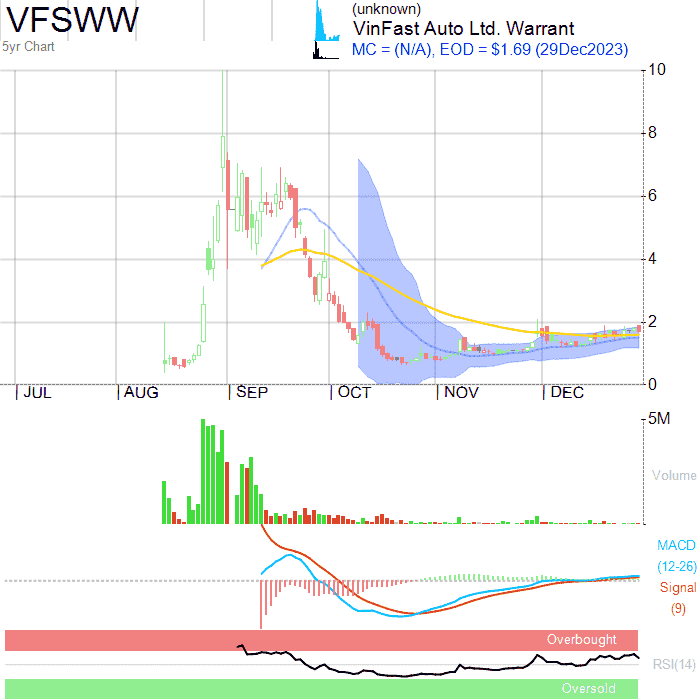 VFSWW
5yr Chart
(unknown)
VinFast Auto Ltd. Warrant
MC = (N/A), EOD = $1.69 (29Dec2023)
10
8
6
4
2
0
JUL AUG SEP OCT NOV DEC
5M
Volume
MACD
(12-26)
Signal
(9)
Overbought
RSI(14)
Oversold